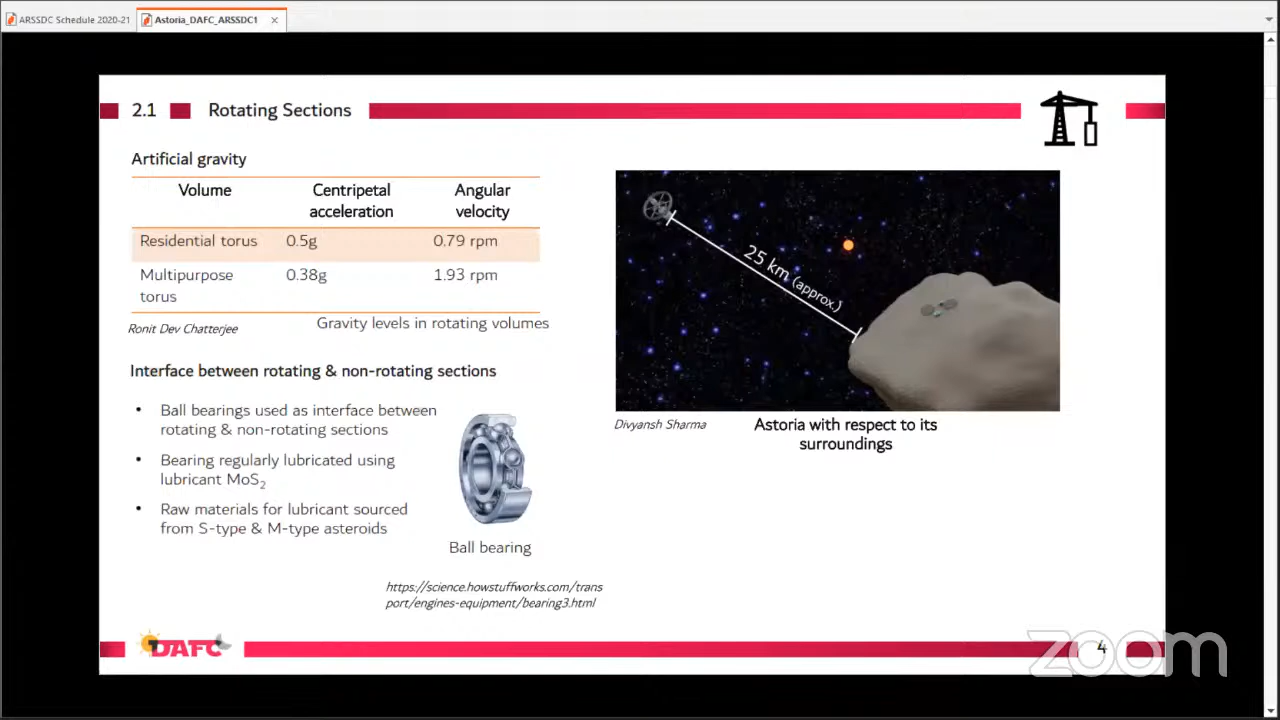 ARSSDC Schedule 2020-21
Astoria_DAFC_ARSSDC1
2.1
Rotating Sections
Artificial gravity
Volume Centripetal acceleration Angular velocity
Residential torus 0.5g 0.79 rpm
Multipurpose torus 0.38g 1.93 rpm
Ronit Dev Chatterjee
Gravity levels in rotating volumes
Interface between rotating & non-rotating sections
• Ball bearings used as interface between
rotating & non-rotating sections
• Bearing regularly lubricated using
lubricant MoS₂
• Raw materials for lubricant sourced
from S-type & M-type asteroids
Ball bearing
https://science.howstuffworks.com/trans
port/engines-equipment/bearing3.html
25 km (approx.)
Divyansh Sharma
Astoria with respect to its
surroundings
DAFC
4
zoom